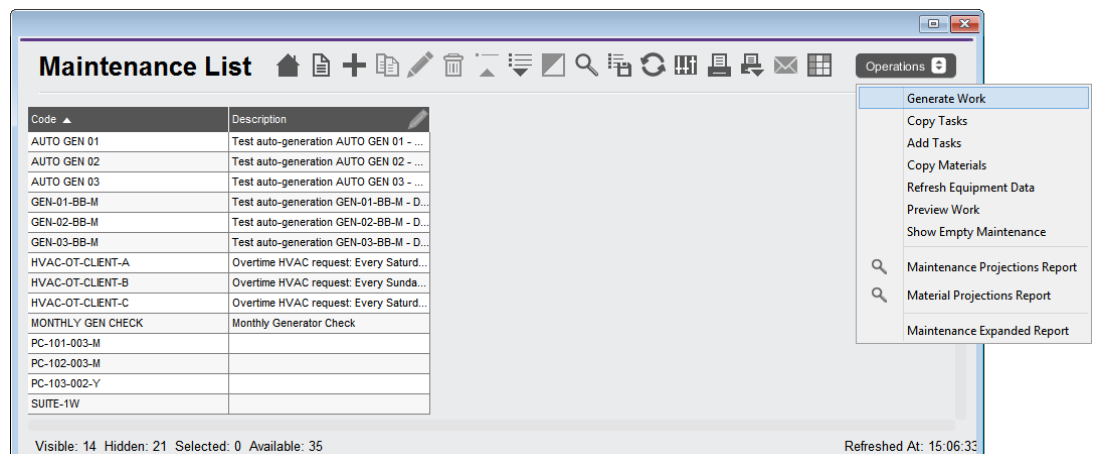 Maintenance List
Operations
Generate Work
Copy Tasks
Add Tasks
Copy Materials
Refresh Equipment Data
Preview Work
Show Empty Maintenance
Maintenance Projections Report
Material Projections Report
Maintenance Expanded Report
Code Description
AUTO GEN 01 Test auto-generation AUTO GEN 01 - ...
AUTO GEN 02 Test auto-generation AUTO GEN 02 - ...
AUTO GEN 03 Test auto-generation AUTO GEN 03 - ...
GEN-01-BB-M Test auto-generation GEN-01-BB-M - D...
GEN-02-BB-M Test auto-generation GEN-02-BB-M - D...
GEN-03-BB-M Test auto-generation GEN-03-BB-M - D...
HVAC-OT-CLIENT-A Overtime HVAC request: Every Saturd...
HVAC-OT-CLIENT-B Overtime HVAC request: Every Sunda...
HVAC-OT-CLIENT-C Overtime HVAC request: Every Saturd...
MONTHLY GEN CHECK Monthly Generator Check
PC-101-003-M
PC-102-003-M
PC-103-002-Y
SUITE-1W
Visible: 14 Hidden: 21 Selected: 0 Available: 35 Refreshed At: 15:06:33